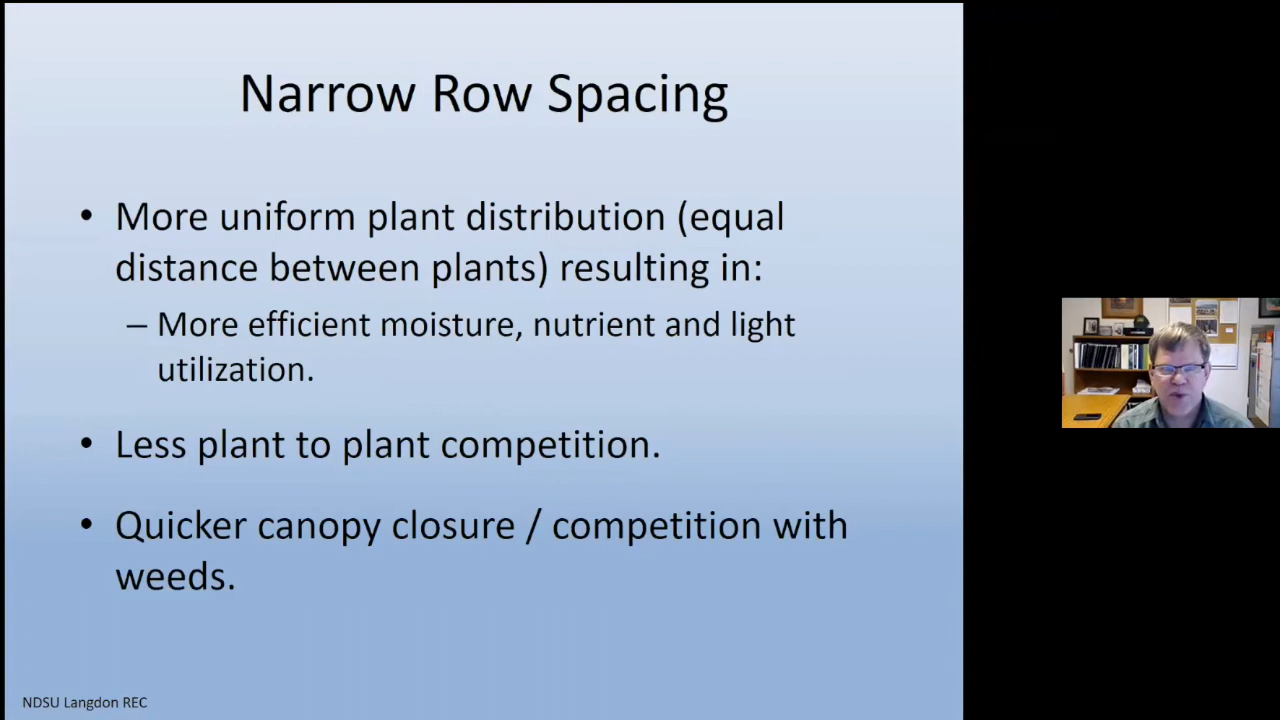 Narrow Row Spacing
• More uniform plant distribution (equal
distance between plants) resulting in:
– More efficient moisture, nutrient and light
utilization.
• Less plant to plant competition.
• Quicker canopy closure / competition with
weeds.
NDSU Langdon REC